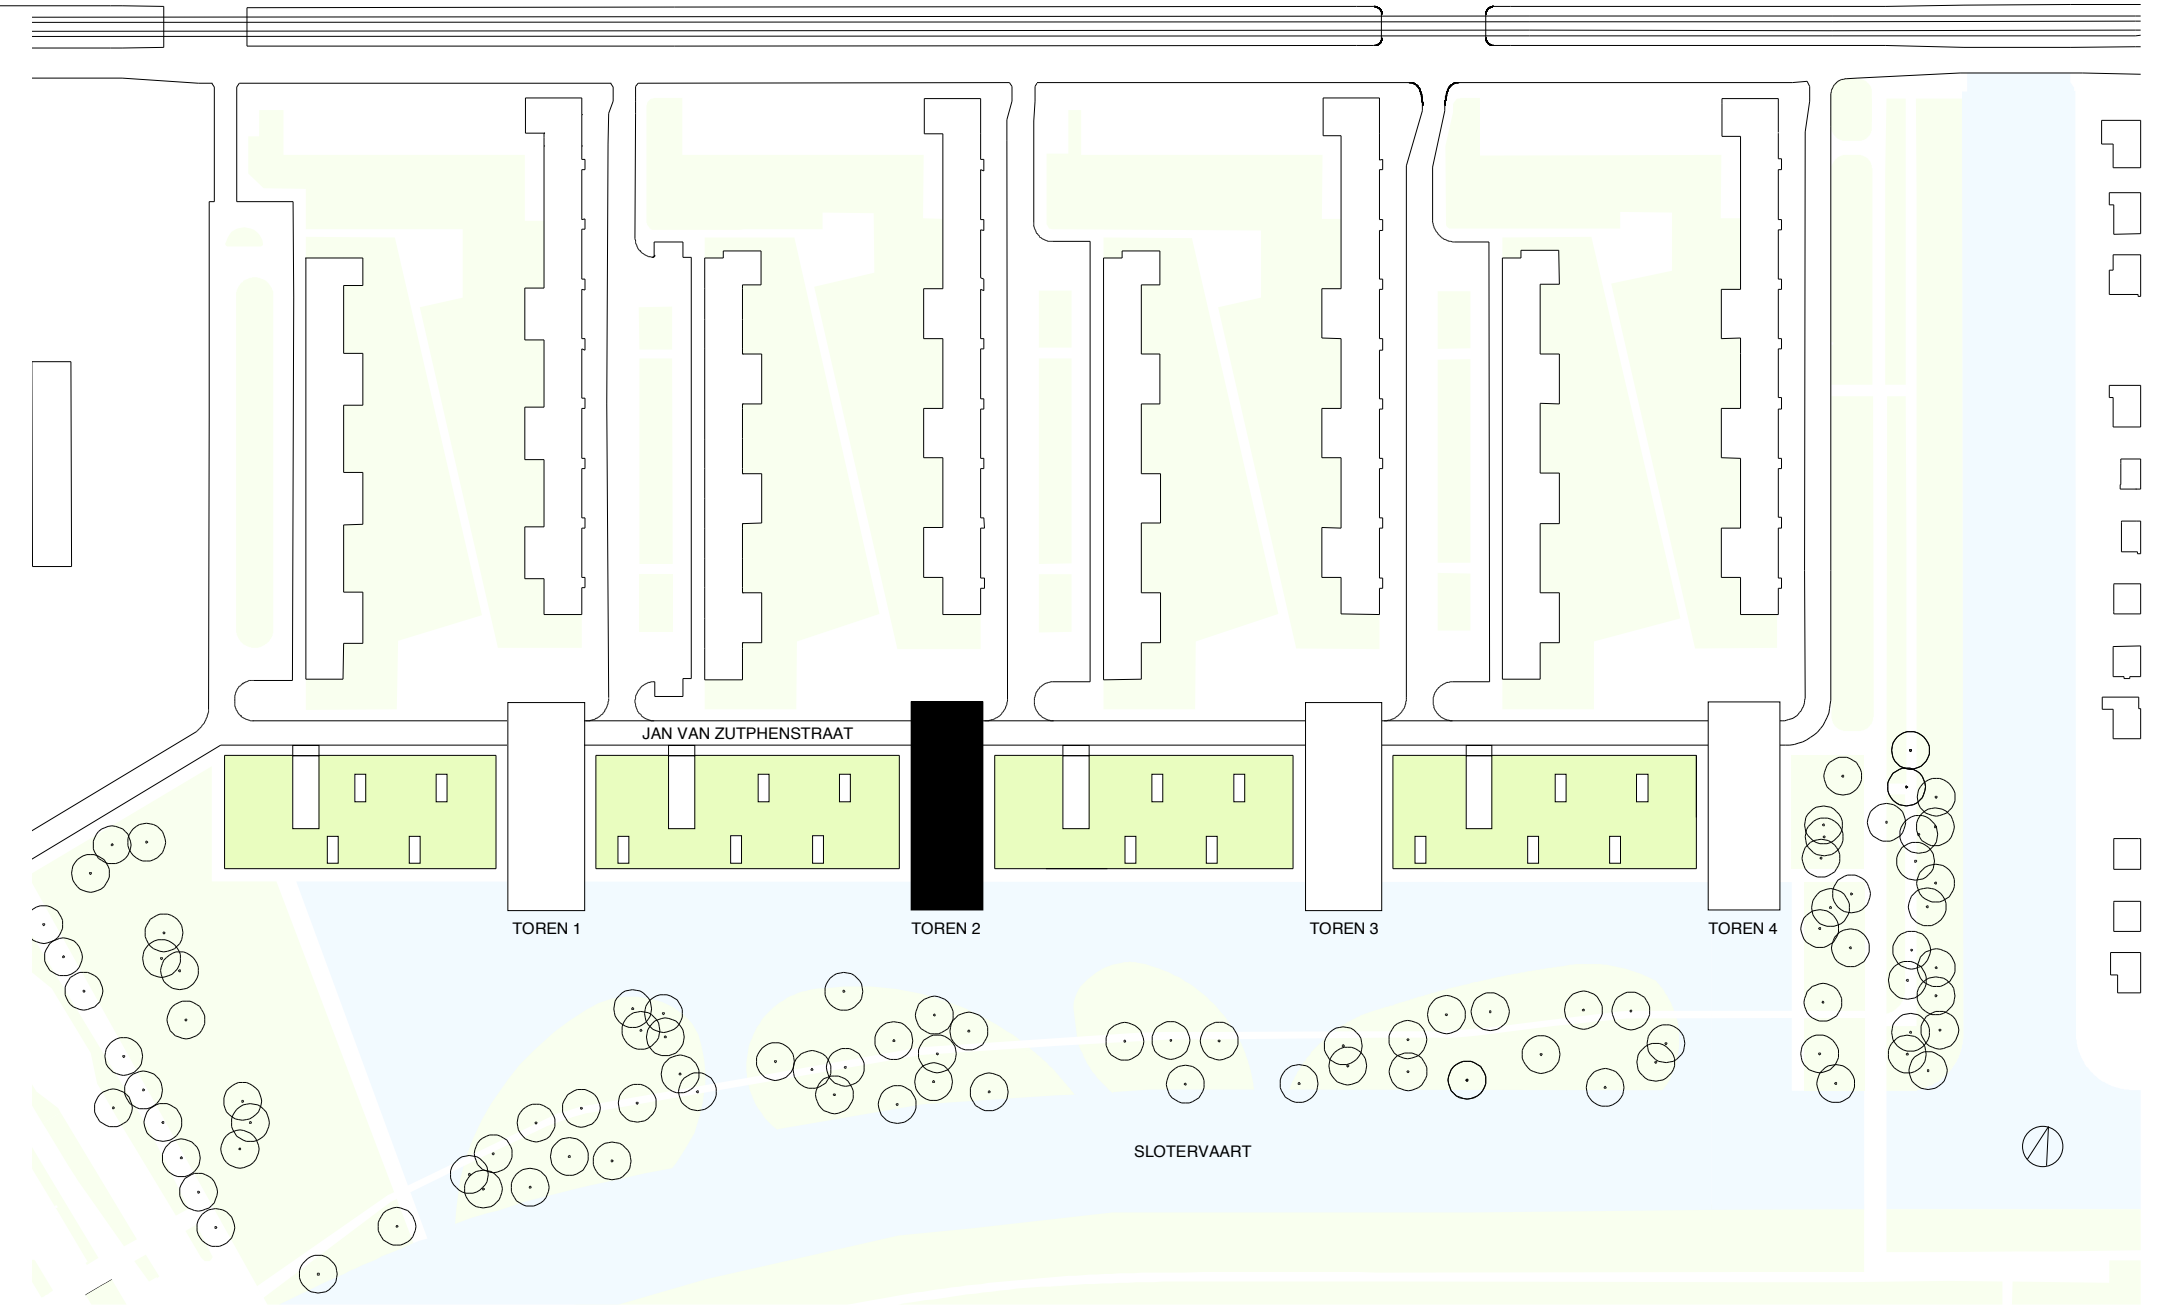 JAN VAN ZUTPHENSTRAAT
TOREN 1
TOREN 2
TOREN 3
TOREN 4
SLOTERVAART